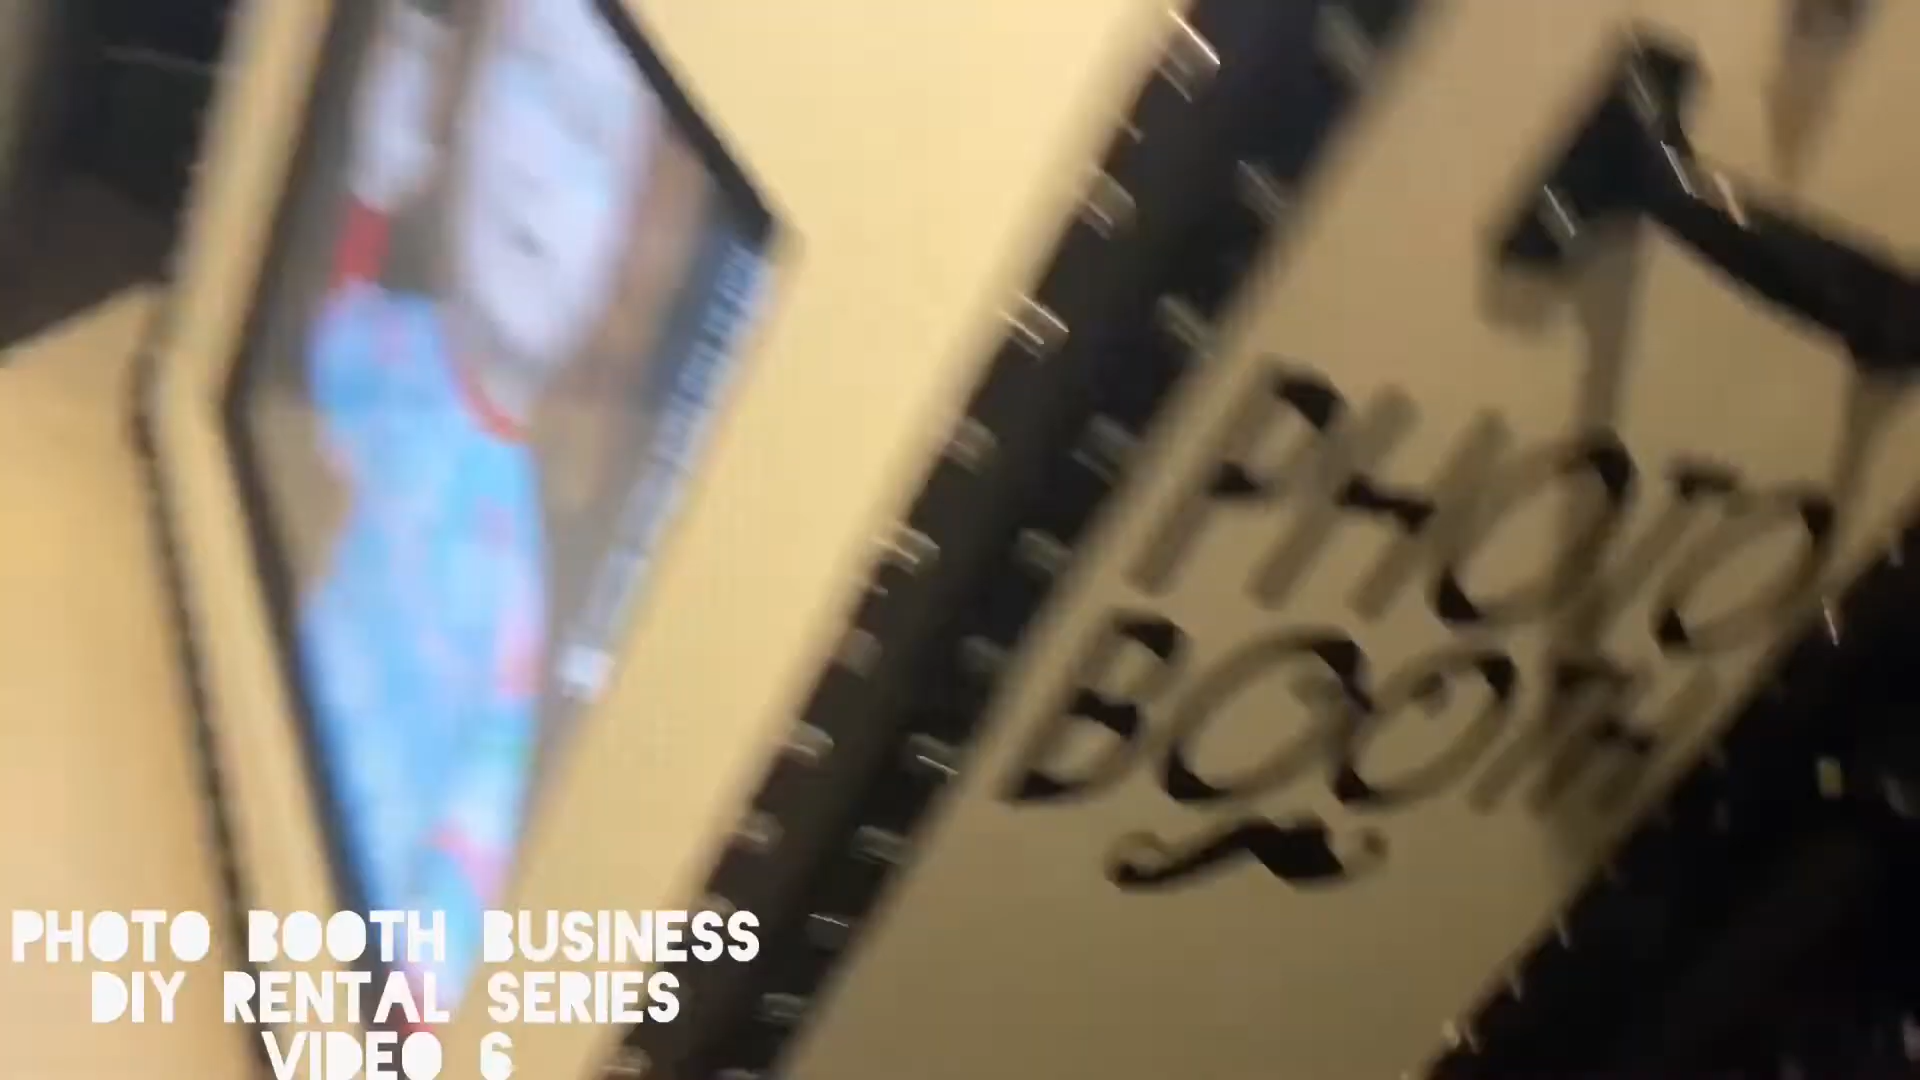 PHOTO
BOOTH
PHOTO BOOTH BUSINESS
DIY RENTAL SERIES
VIDEO 6